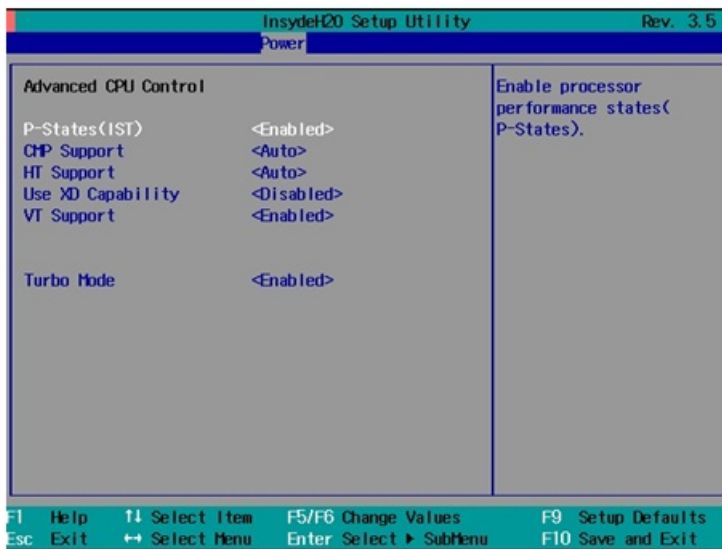 InsydeH2O Setup Utility Rev. 3.5
Power
Advanced CPU Control
P-States(IST) <Enabled>
CMP Support <Auto>
HT Support <Auto>
Use XD Capability <Disabled>
VT Support <Enabled>
Turbo Mode <Enabled>
Enable processor
performance states(
P-States).
F1 Help ↑↓ Select Item F5/F6 Change Values F9 Setup Defaults
Esc Exit ↔ Select Menu Enter Select ▶ SubMenu F10 Save and Exit